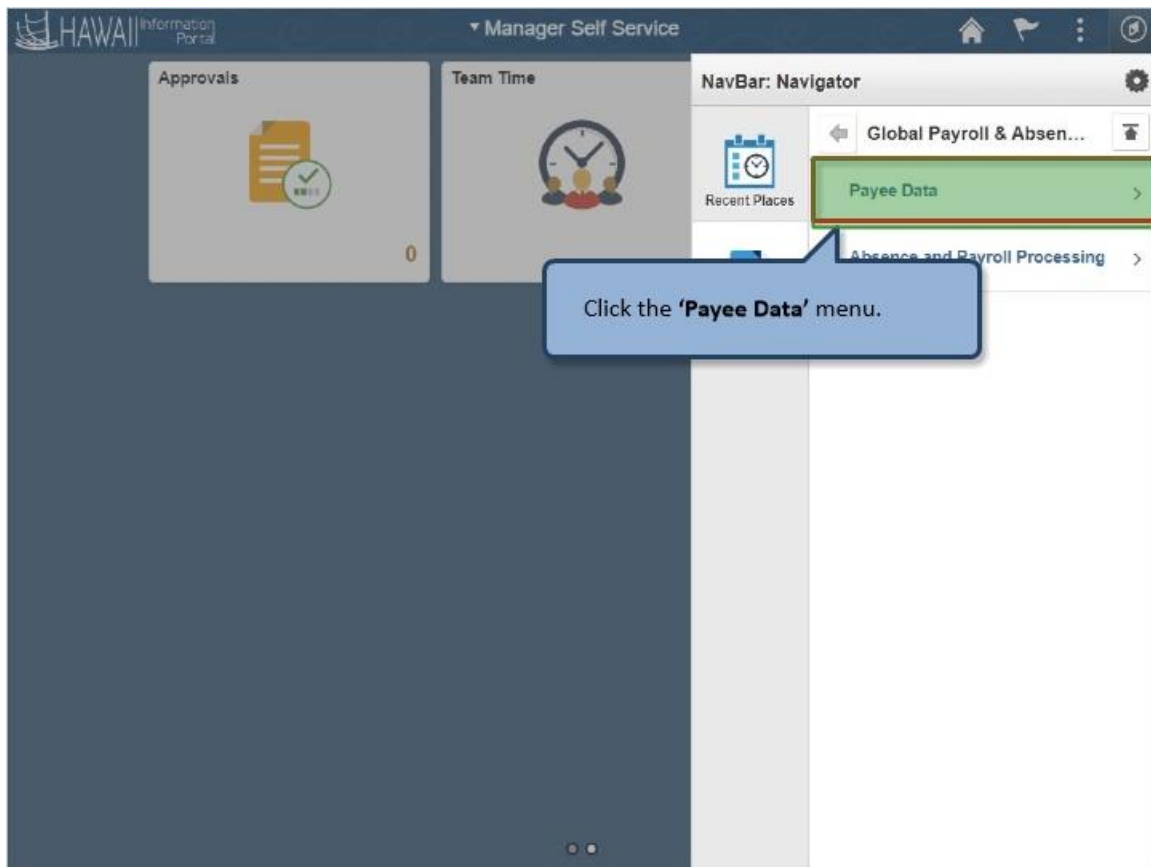 HAWAII Information
Portal
Manager Self Service
Approvals
0
Team Time
NavBar: Navigator
Recent Places
Global Payroll & Absen...
Payee Data
Absence and Payroll Processing
Click the ‘Payee Data’ menu.